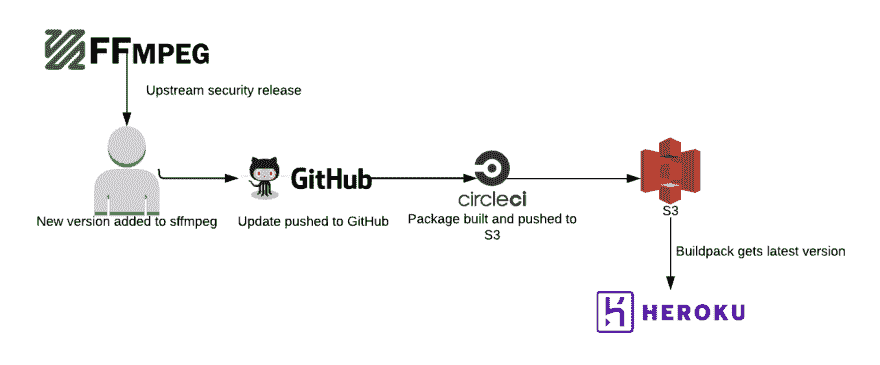 FFMPEG
Upstream security release
New version added to sffmpeg
GitHub
Update pushed to GitHub
circleci
Package built and pushed to
S3
S3
Buildpack gets latest version
HEROKU